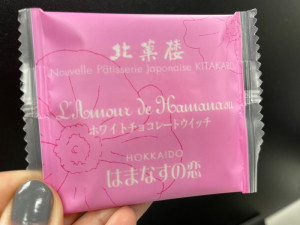 北菓楼
Nouvelle Pâtisserie Japonaise KITAKARO
L'Amour de Hamanasu
ホワイトチョコレートウイッチ
HOKKAIDO
はまなすの恋